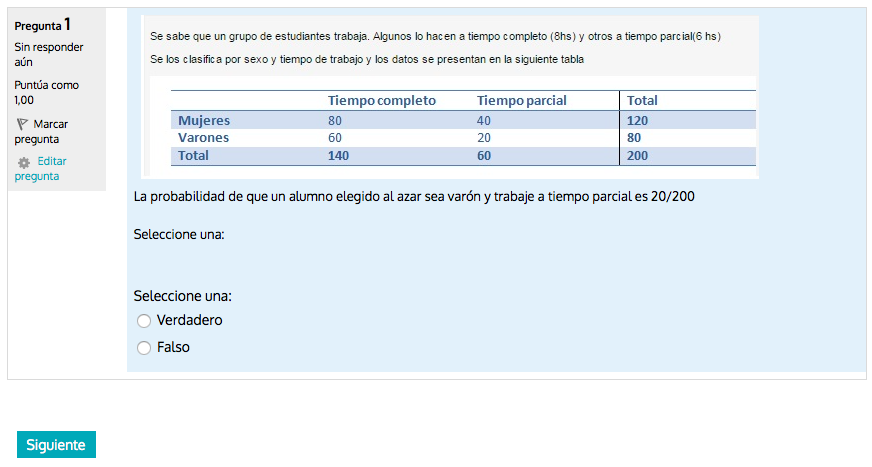 Pregunta 1
Sin responder
aún
Puntúa como
1,00
Marcar
pregunta
Editar
pregunta
Se sabe que un grupo de estudiantes trabaja. Algunos lo hacen a tiempo completo (8hs) y otros a tiempo parcial(6 hs)
Se los clasifica por sexo y tiempo de trabajo y los datos se presentan en la siguiente tabla
Tiempo completo Tiempo parcial Total
Mujeres 80 40 120
Varones 60 20 80
Total 140 60 200
La probabilidad de que un alumno elegido al azar sea varón y trabaje a tiempo parcial es 20/200
Seleccione una:
Seleccione una:
Verdadero
Falso
Siguiente